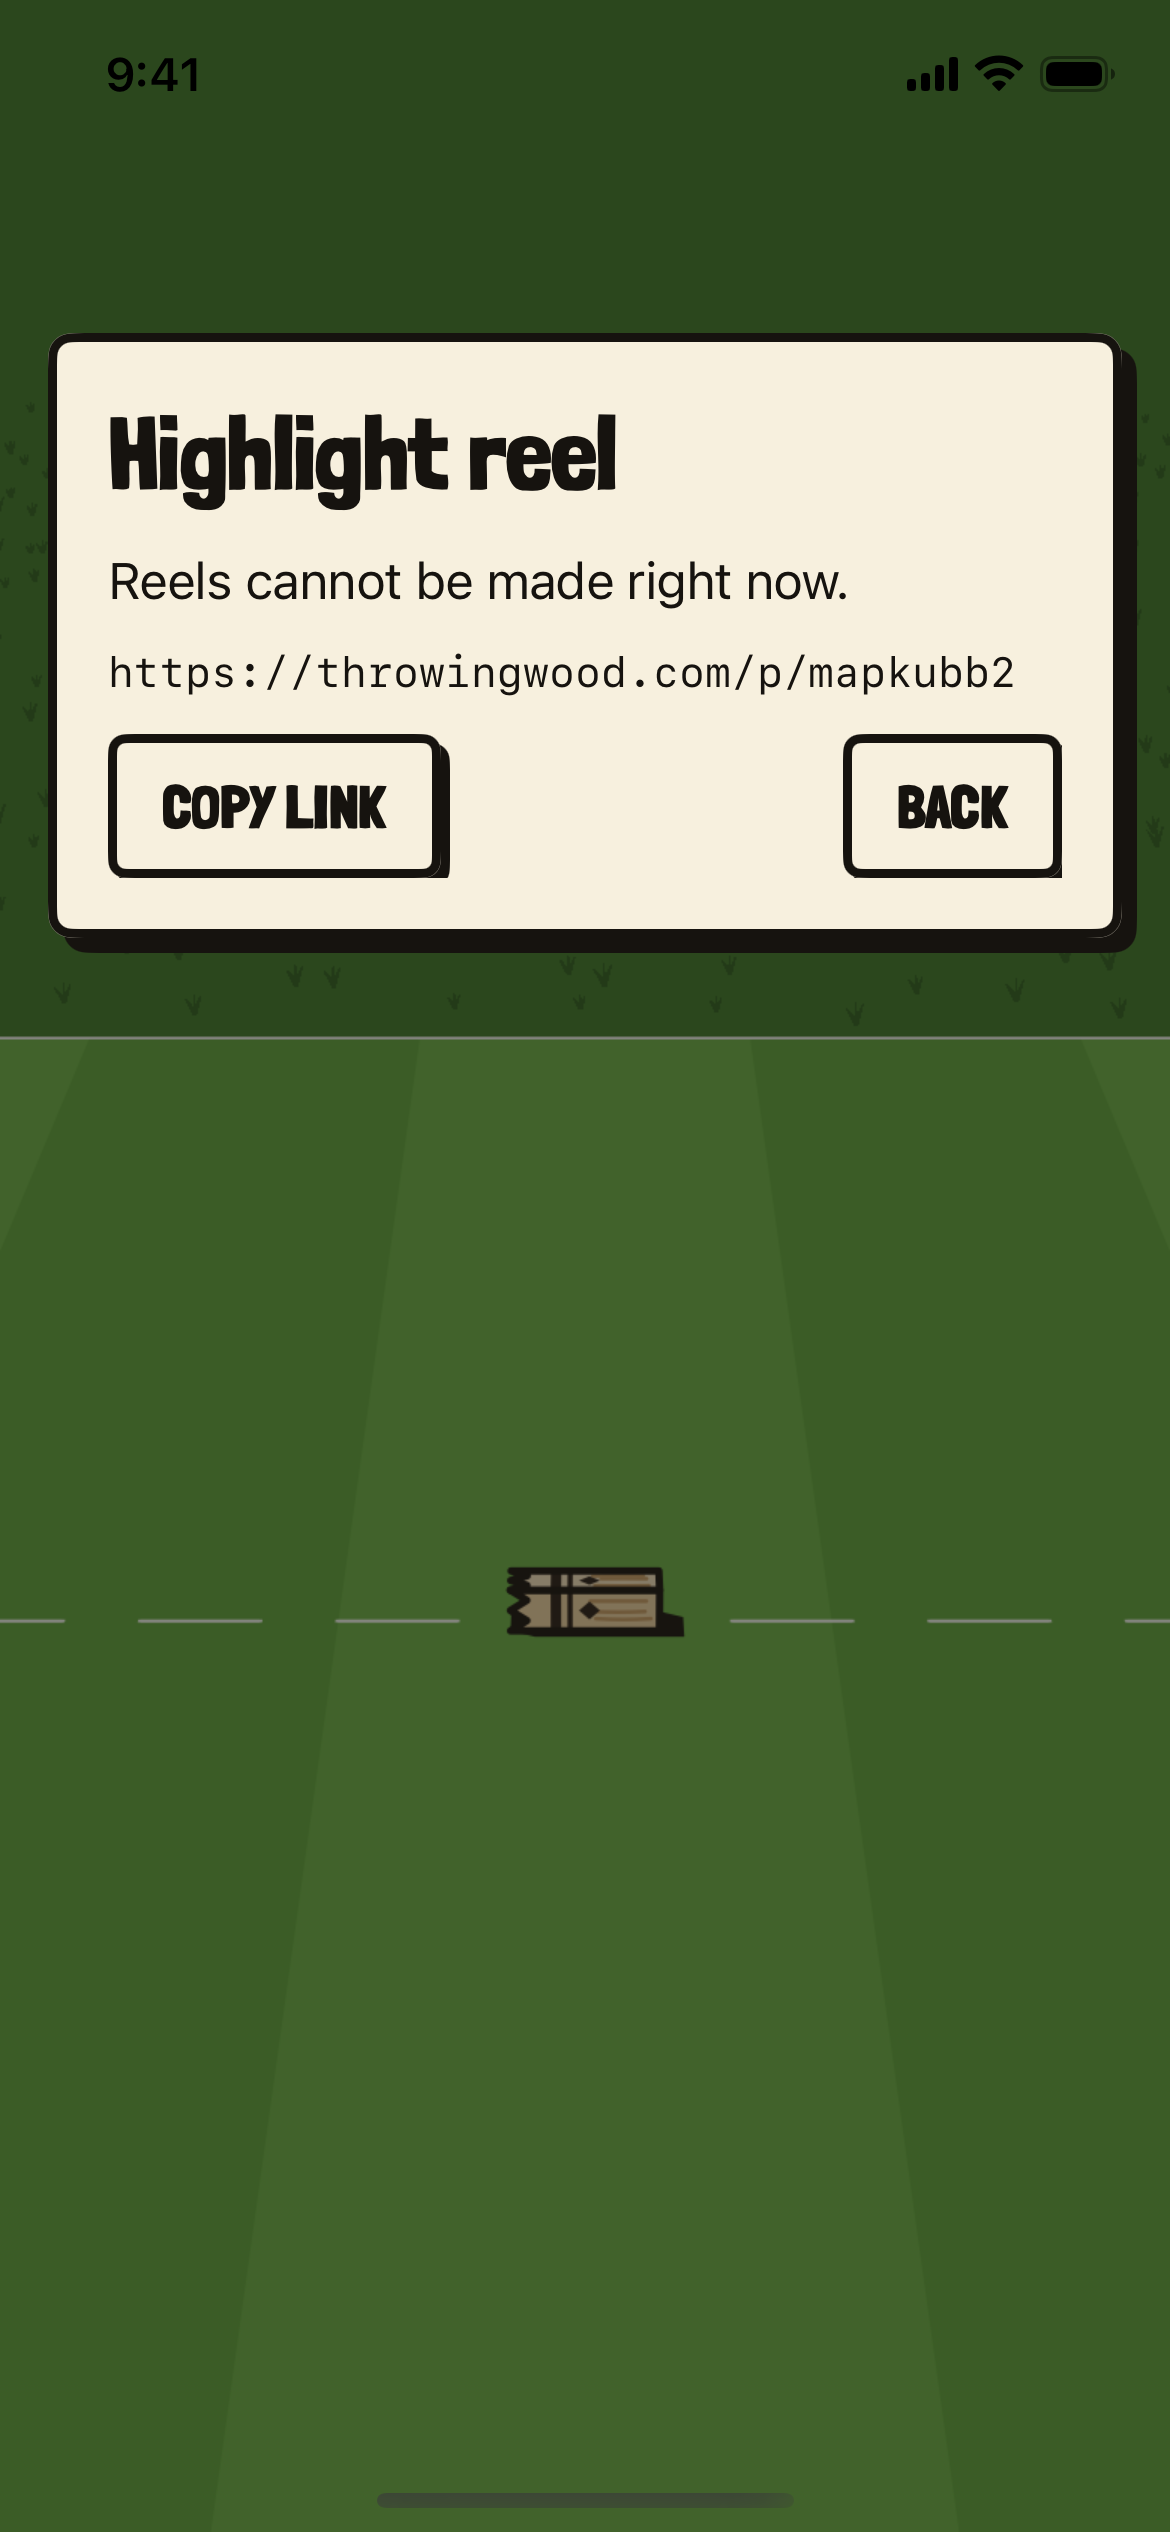 9:41
Highlight reel
Reels cannot be made right now.
https://throwingwood.com/p/mapkubb2
COPY LINK
BACK